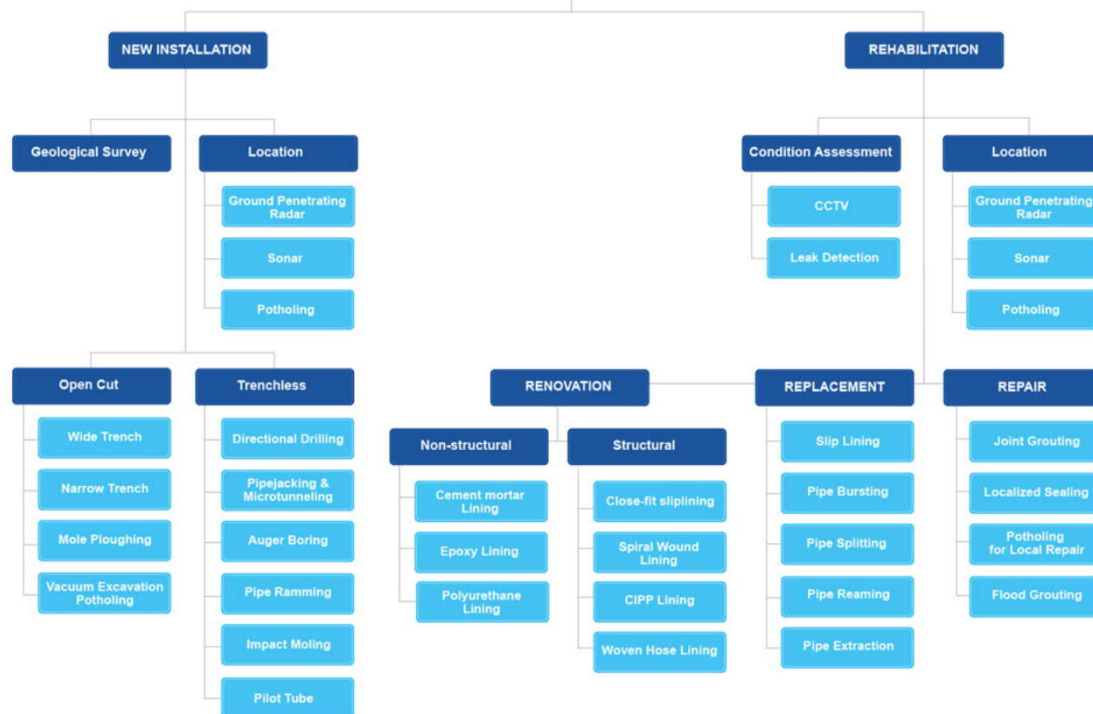 NEW INSTALLATION
REHABILITATION
Geological Survey
Location
Ground Penetrating
Radar
Sonar
Potholing
Condition Assessment
CCTV
Leak Detection
Location
Ground Penetrating
Radar
Sonar
Potholing
Open Cut
Wide Trench
Narrow Trench
Mole Ploughing
Vacuum Excavation
Potholing
Trenchless
Directional Drilling
Pipejacking &
Microtunneling
Auger Boring
Pipe Ramming
Impact Moling
Pilot Tube
RENOVATION
Non-structural
Cement mortar
Lining
Epoxy Lining
Polyurethane
Lining
Structural
Close-fit sliplining
Spiral Wound
Lining
CIPP Lining
Woven Hose Lining
REPLACEMENT
Slip Lining
Pipe Bursting
Pipe Splitting
Pipe Reaming
Pipe Extraction
REPAIR
Joint Grouting
Localized Sealing
Potholing
for Local Repair
Flood Grouting